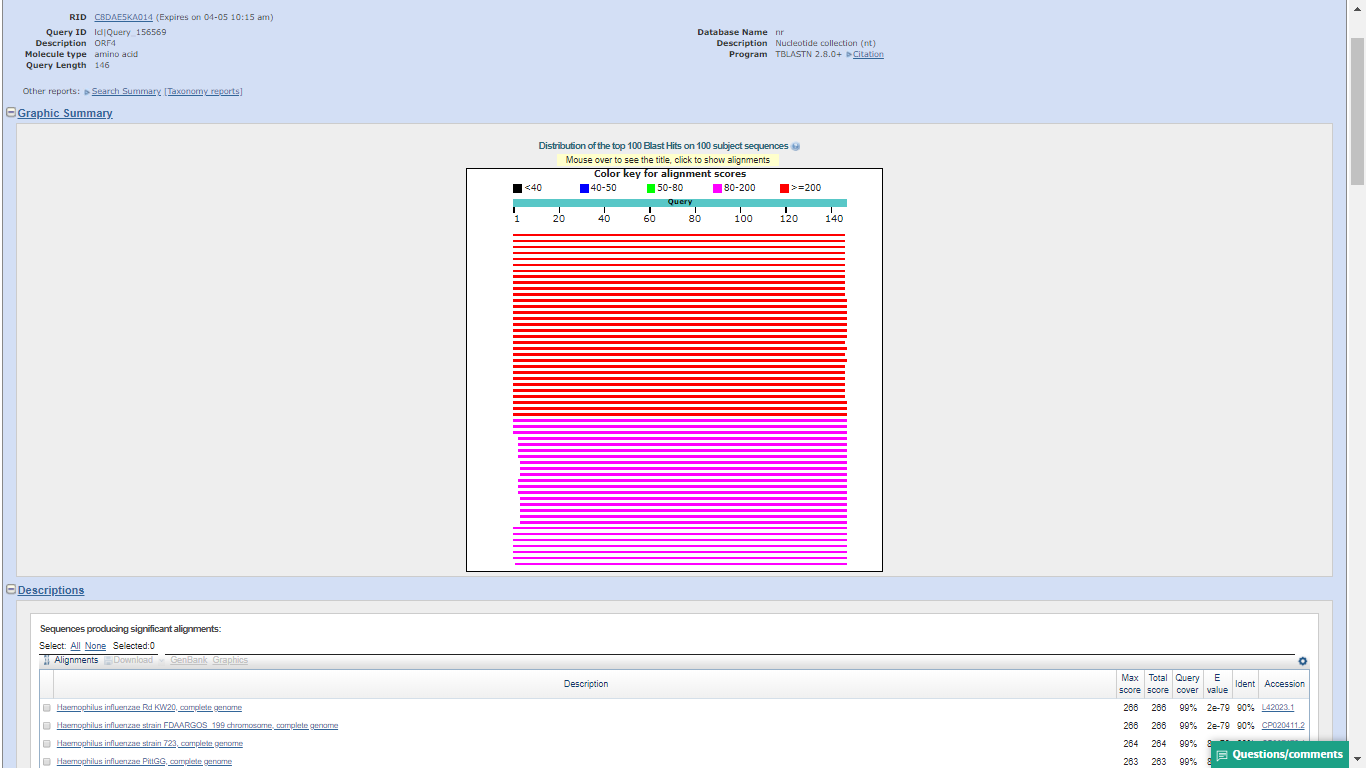 RID C8DAE5KA014 (Expires on 04-05 10:15 am)
Query ID lcl|Query_156569
Description ORF4
Molecule type amino acid
Query Length 146
Database Name nr
Description Nucleotide collection (nt)
Program TBLASTN 2.8.0+ Citation
Other reports: Search Summary [Taxonomy reports]
Graphic Summary
Distribution of the top 100 Blast Hits on 100 subject sequences
Mouse over to see the title, click to show alignments
Color key for alignment scores
<40 40-50 50-80 80-200 >=200
Query
1 20 40 60 80 100 120 140
Descriptions
Sequences producing significant alignments:
Select: All None Selected:0
Alignments Download GenBank Graphics
Description Max score Total score Query cover E value Ident Accession
Haemophilus influenzae Rd KW20, complete genome 266 266 99% 2e-79 90% L42023.1
Haemophilus influenzae strain FDAARGOS_199 chromosome, complete genome 266 266 99% 2e-79 90% CP020411.2
Haemophilus influenzae strain 723, complete genome 264 264 99%
Haemophilus influenzae PittGG, complete genome 263 263 99%
Questions/comments